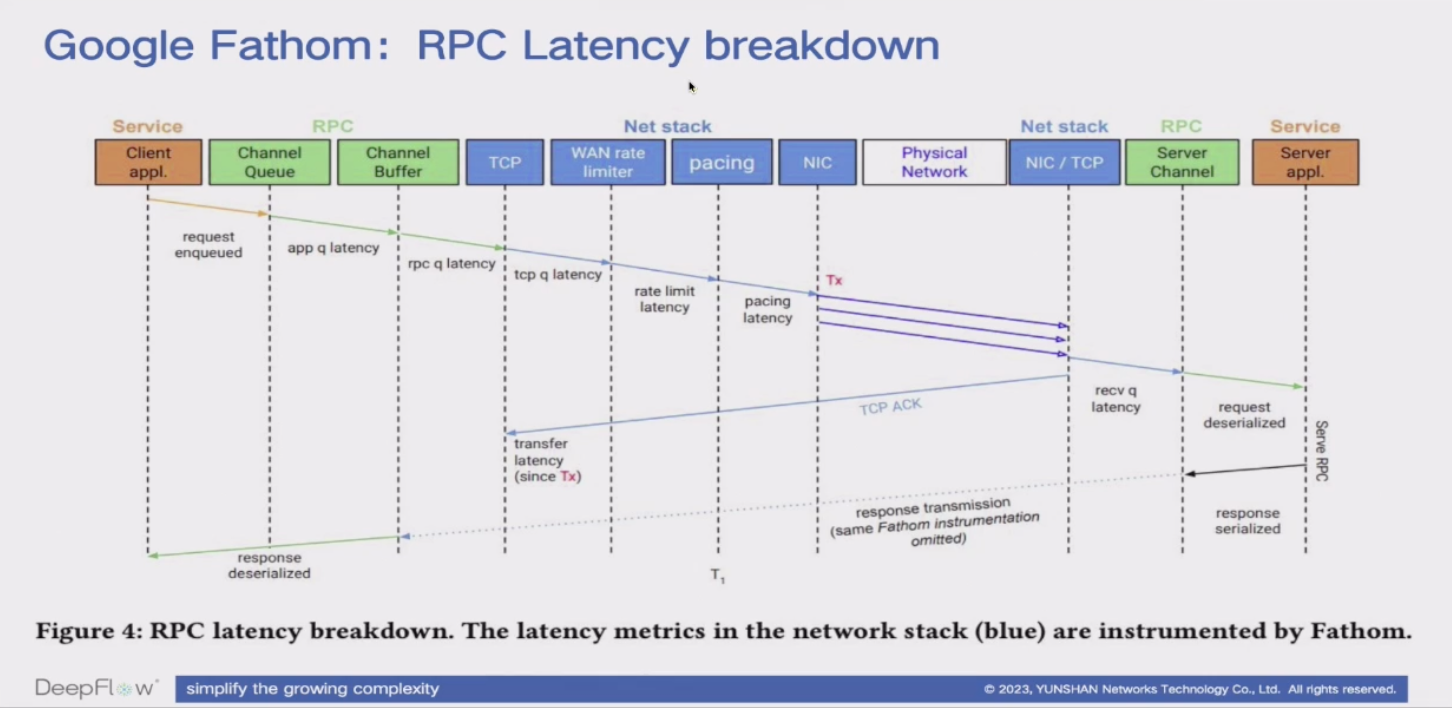 Google Fathom: RPC Latency breakdown
Service
RPC
Net stack
Net stack
RPC
Service
Client
appl.
Channel
Queue
Channel
Buffer
TCP
WAN rate
limiter
pacing
NIC
Physical
Network
NIC / TCP
Server
Channel
Server
appl.
request
enqueued
app q latency
rpc q latency
tcp q latency
rate limit
latency
pacing
latency
Tx
recv q
latency
request
deserialized
TCP ACK
transfer
latency
(since Tx)
Serve RPC
response transmission
(same Fathom instrumentation
omitted)
response
serialized
response
deserialized
T₁
Figure 4: RPC latency breakdown. The latency metrics in the network stack (blue) are instrumented by Fathom.
DeepFlow
simplify the growing complexity
© 2023, YUNSHAN Networks Technology Co., Ltd. All rights reserved.